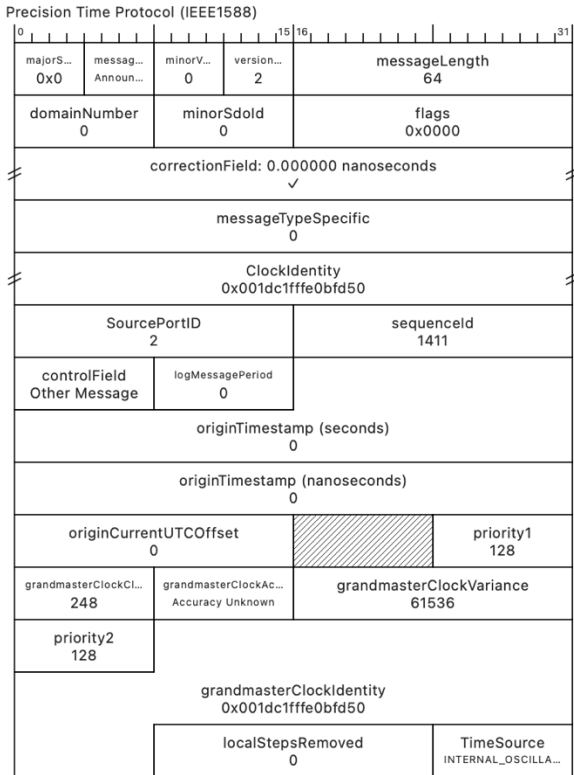 Precision Time Protocol (IEEE1588)
0 15 16 31
majorS... messag... minorV... version... messageLength
0x0 Announ... 0 2 64
domainNumber minorSdoId flags
0 0 0x0000
correctionField: 0.000000 nanoseconds
✓
messageTypeSpecific
0
ClockIdentity
0x001dc1fffe0bfd50
SourcePortID sequenceId
2 1411
controlField logMessagePeriod
Other Message 0
originTimestamp (seconds)
0
originTimestamp (nanoseconds)
0
originCurrentUTCOffset priority1
0 128
grandmasterClockCl... grandmasterClockAc... grandmasterClockVariance
248 Accuracy Unknown 61536
priority2
128
grandmasterClockIdentity
0x001dc1fffe0bfd50
localStepsRemoved TimeSource
0 INTERNAL_OSCILLA...